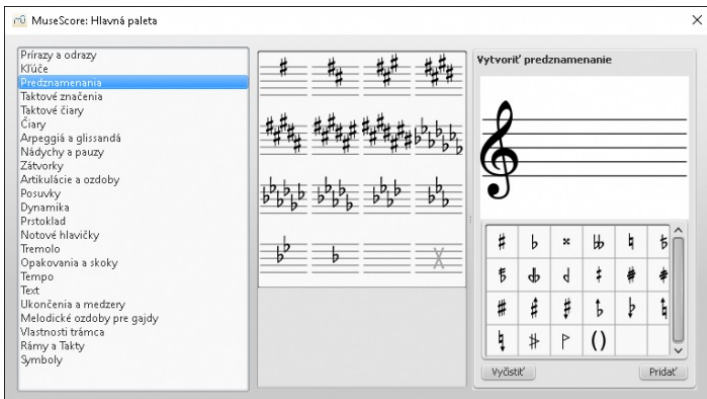 MuseScore: Hlavná paleta
Prírazy a odrazy
Kľúče
Predznamenania
Taktové značenia
Taktové čiary
Čiary
Arpeggiá a glissandá
Nádychy a pauzy
Zátvorky
Artikulácie a ozdoby
Posuvky
Dynamika
Prstoklad
Notové hlavičky
Tremolo
Opakovania a skoky
Tempo
Text
Ukončenia a medzery
Melodické ozdoby pre gajdy
Vlastnosti trámca
Rámy a Takty
Symboly
Vytvoriť predznamenanie
Vyčistiť
Pridať